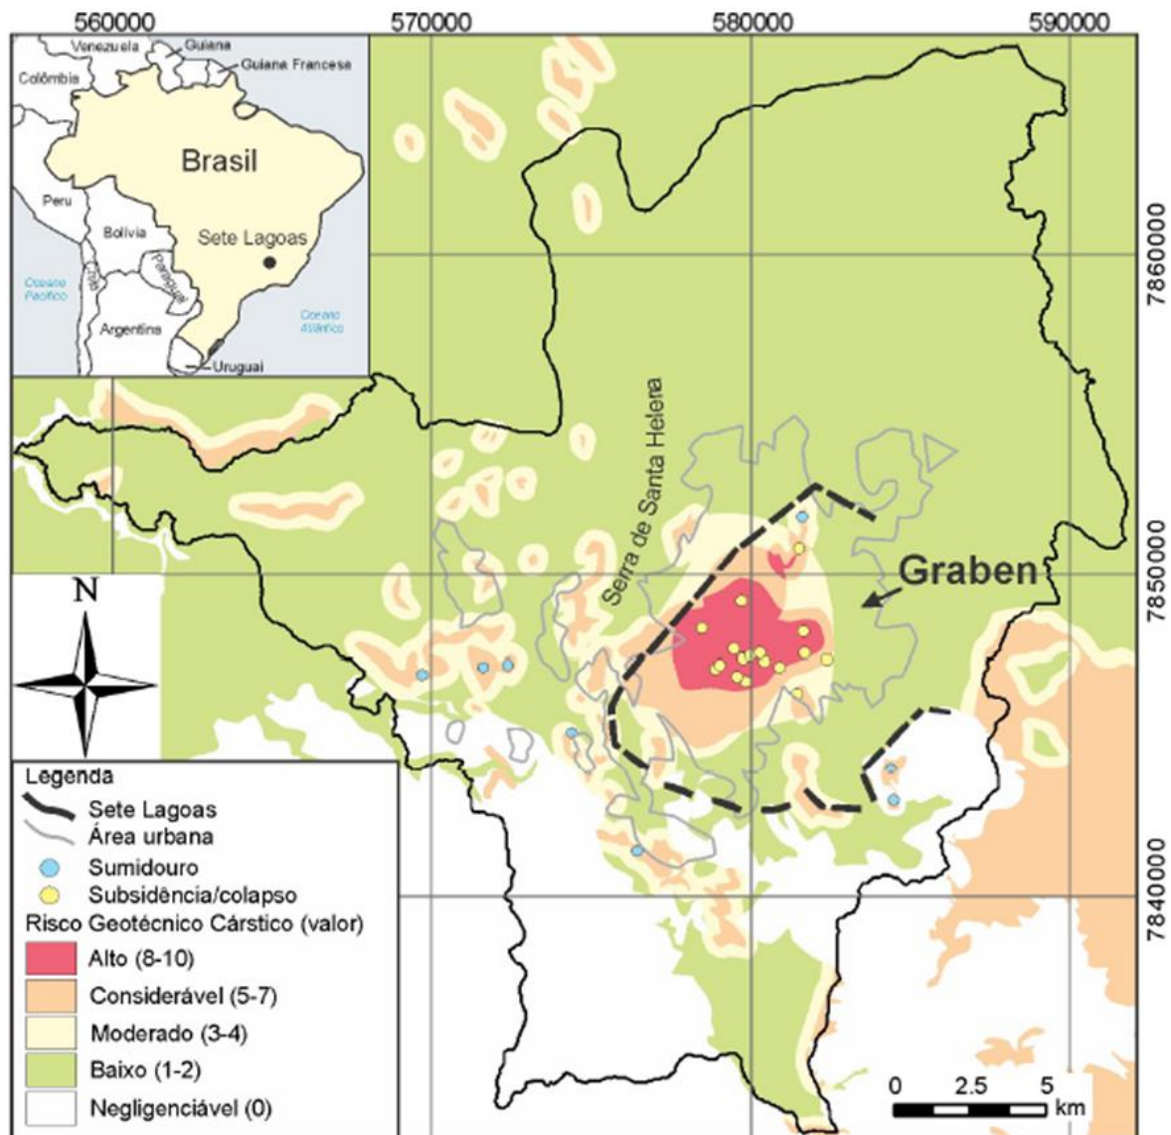 560000
570000
580000
590000
Venezuela
Guiana
Guiana Francesa
Colômbia
Brasil
Peru
Bolívia
Sete Lagoas
Chile
Paraguai
Oceano
Pacífico
Argentina
Oceano
Atlântico
Uruguai
7860000
7850000
7840000
Serra de Santa Helena
Graben
N
Legenda
Sete Lagoas
Área urbana
Sumidouro
Subsidência/colapso
Risco Geotécnico Cárstico (valor)
Alto (8-10)
Considerável (5-7)
Moderado (3-4)
Baixo (1-2)
Negligenciável (0)
0 2.5 5
km